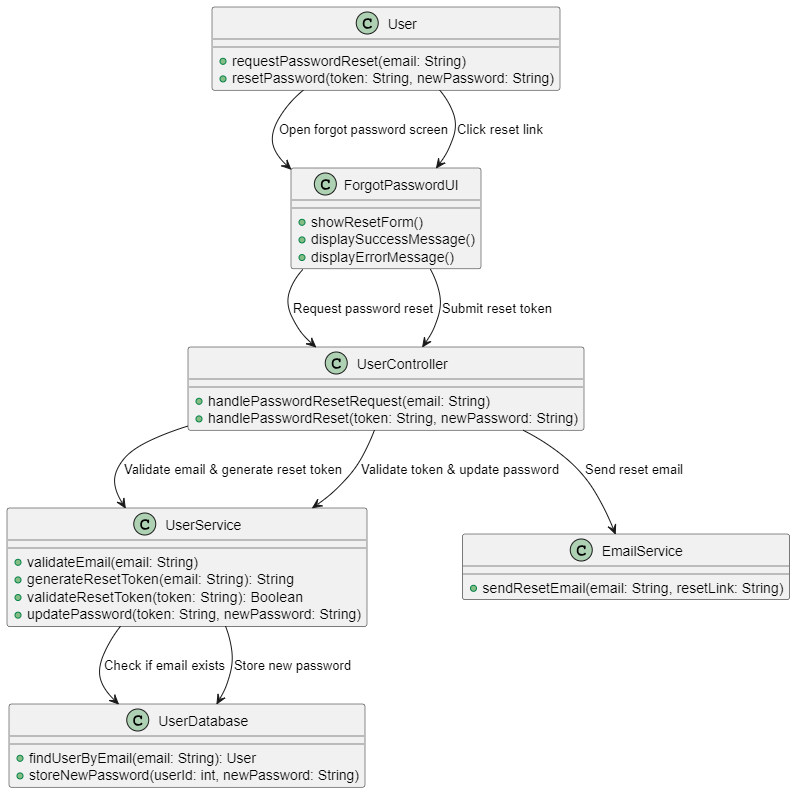 C User
requestPasswordReset(email: String)
resetPassword(token: String, newPassword: String)
Open forgot password screen
Click reset link
C ForgotPasswordUI
showResetForm()
displaySuccessMessage()
displayErrorMessage()
Request password reset
Submit reset token
C UserController
handlePasswordResetRequest(email: String)
handlePasswordReset(token: String, newPassword: String)
Validate email & generate reset token
Validate token & update password
Send reset email
C UserService
validateEmail(email: String)
generateResetToken(email: String): String
validateResetToken(token: String): Boolean
updatePassword(token: String, newPassword: String)
C EmailService
sendResetEmail(email: String, resetLink: String)
Check if email exists
Store new password
C UserDatabase
findUserByEmail(email: String): User
storeNewPassword(userId: int, newPassword: String)